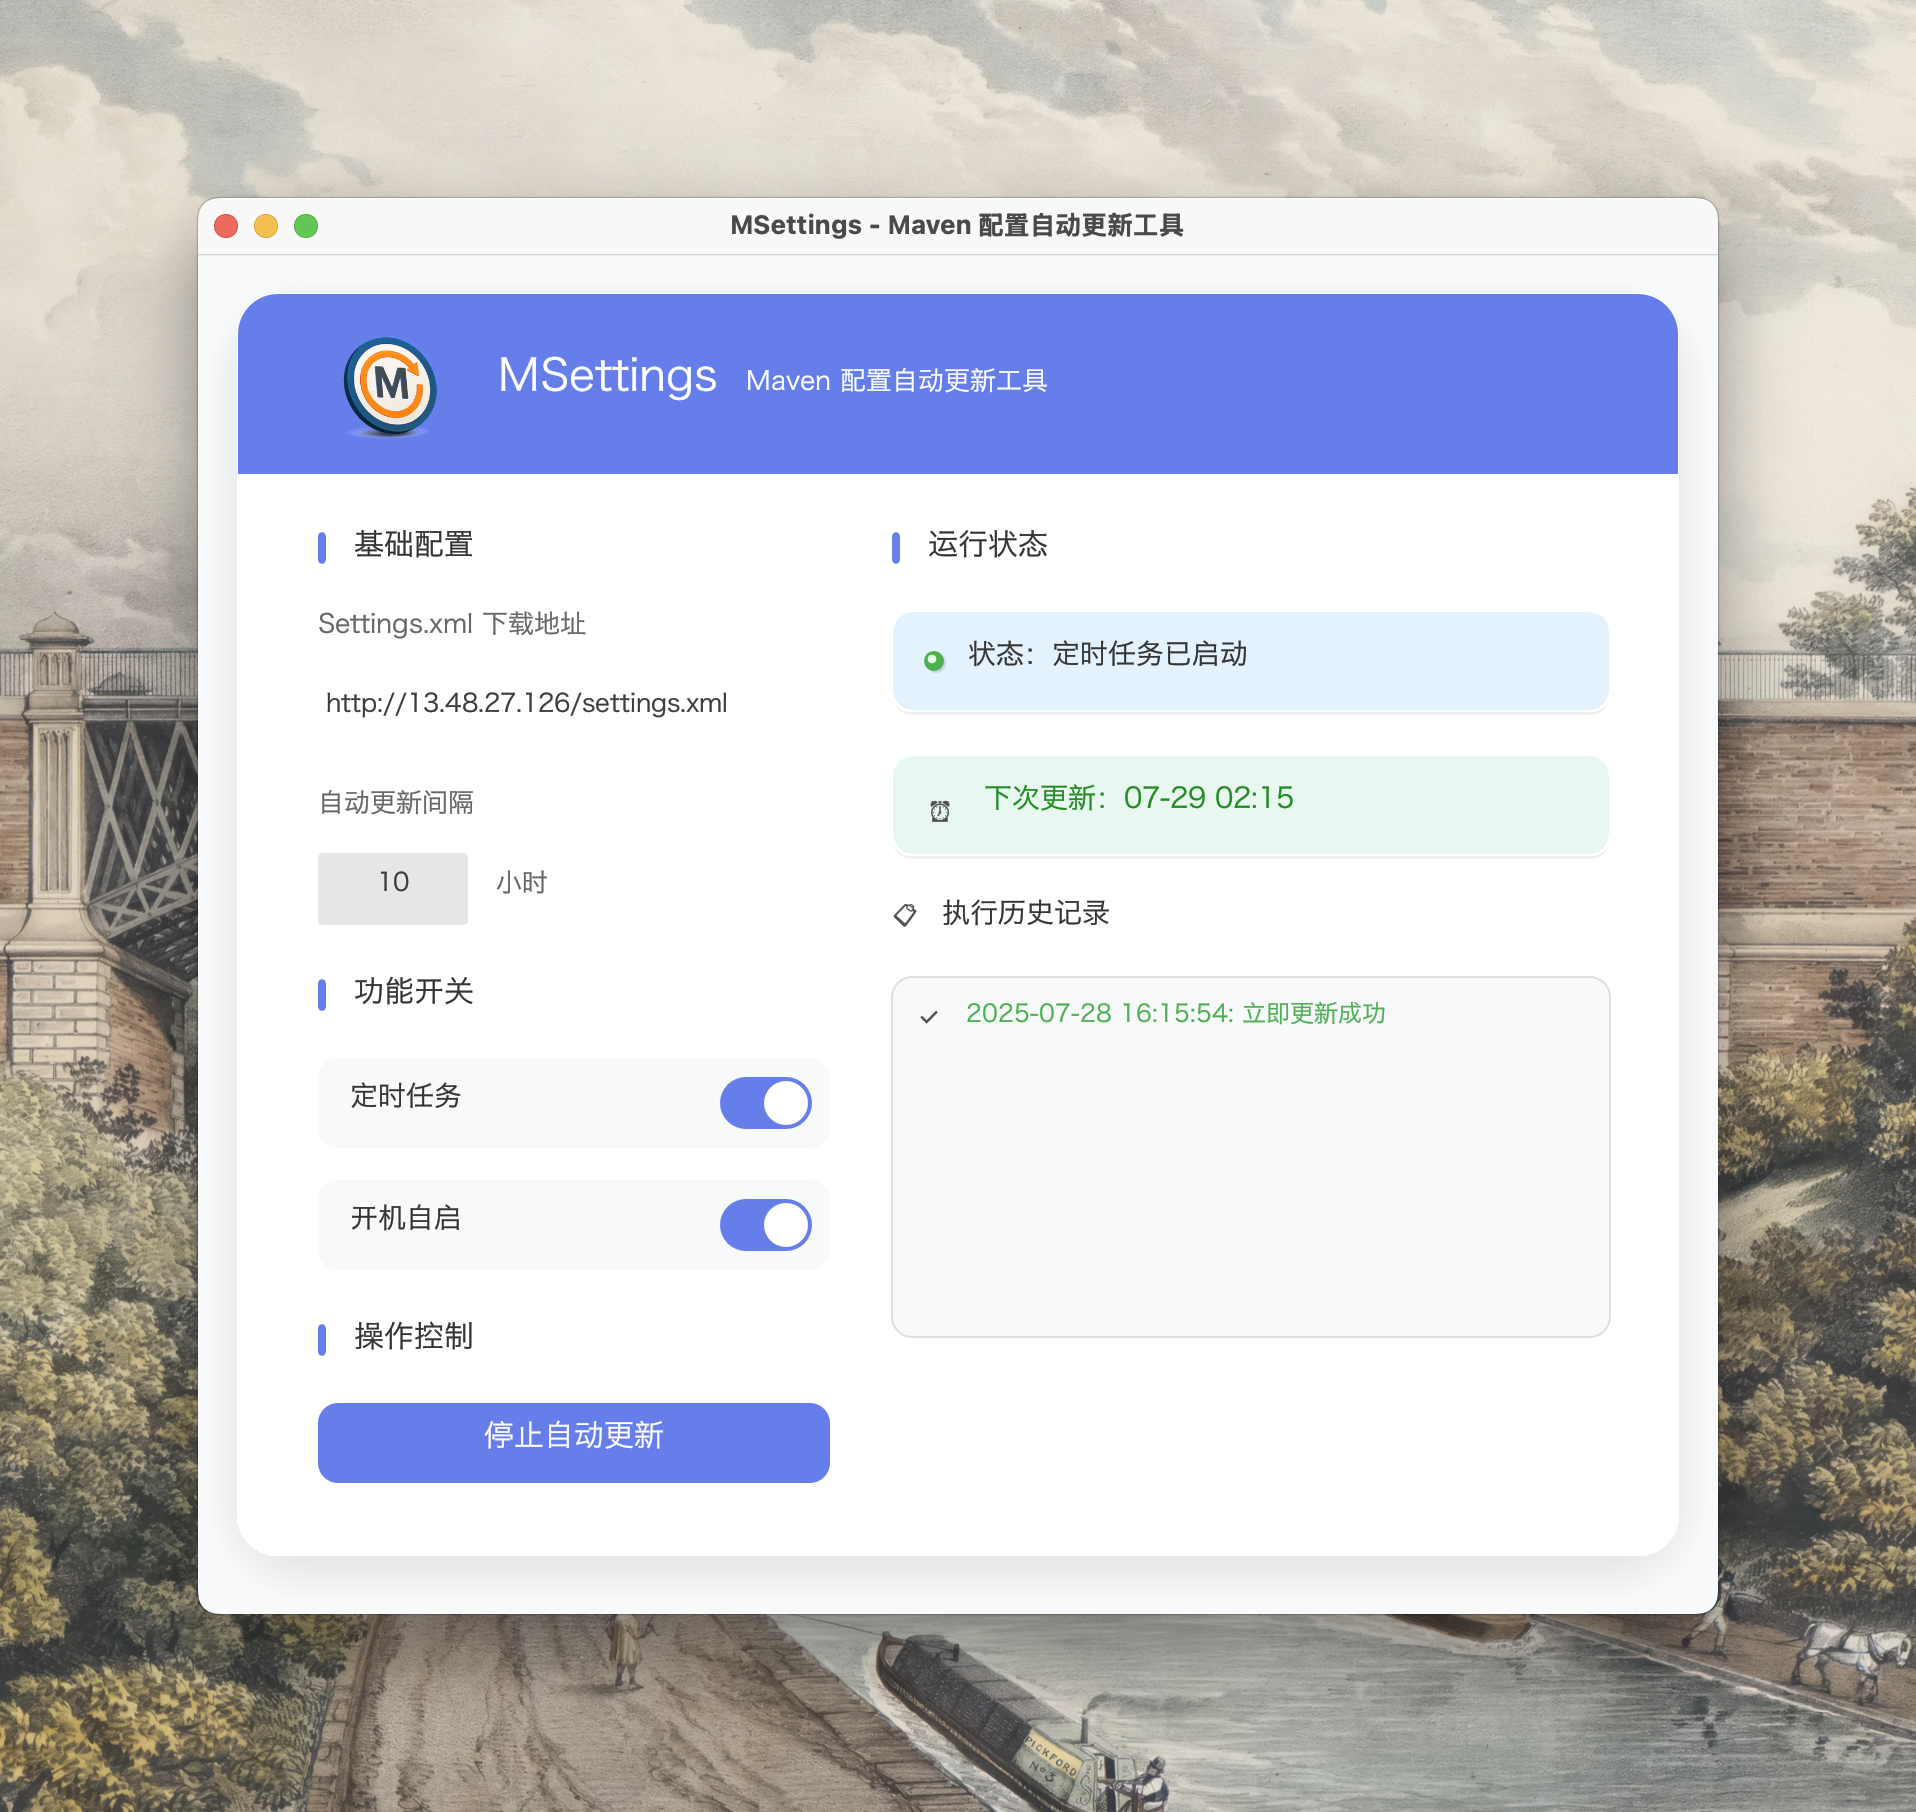 MSettings - Maven 配置自动更新工具
M
MSettings Maven 配置自动更新工具
基础配置
Settings.xml 下载地址
http://13.48.27.126/settings.xml
自动更新间隔
10 小时
功能开关
定时任务
开机自启
操作控制
停止自动更新
运行状态
状态：定时任务已启动
下次更新：07-29 02:15
执行历史记录
2025-07-28 16:15:54: 立即更新成功
PICKFORD
Nº3